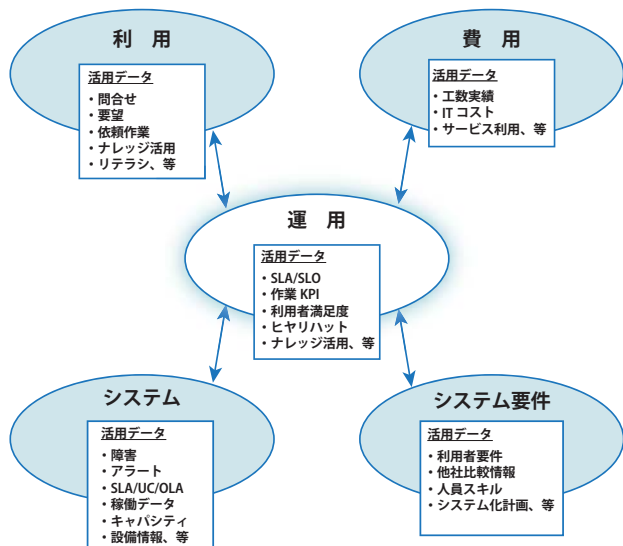 利　用
活用データ
・問合せ
・要望
・依頼作業
・ナレッジ活用
・リテラシ、等
費　用
活用データ
・工数実績
・IT コスト
・サービス利用、等
運　用
活用データ
・SLA/SLO
・作業 KPI
・利用者満足度
・ヒヤリハット
・ナレッジ活用、等
システム
活用データ
・障害
・アラート
・SLA/UC/OLA
・稼働データ
・キャパシティ
・設備情報、等
システム要件
活用データ
・利用者要件
・他社比較情報
・人員スキル
・システム化計画、等